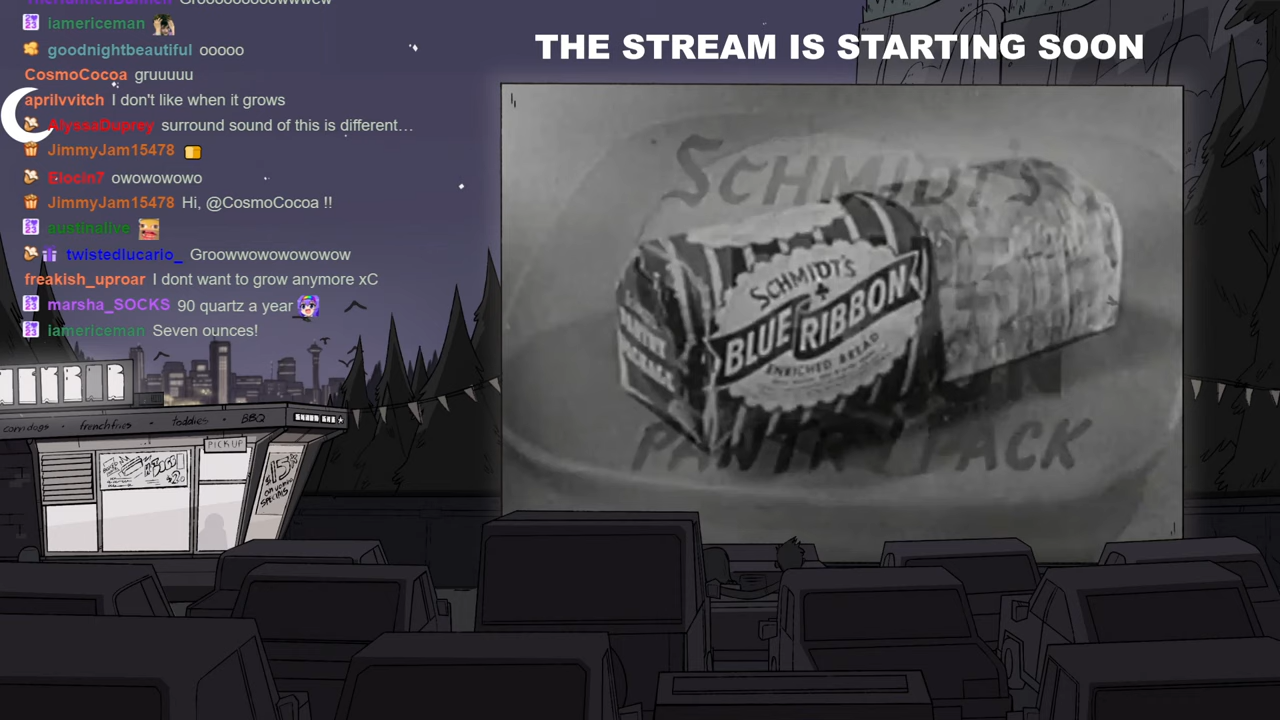 THE STREAM IS STARTING SOON
iamericeman
goodnightbeautiful ooooo
CosmoCocoa gruuuuu
aprilvvitch I don't like when it grows
AlyssaDuprey surround sound of this is different…
JimmyJam15478
Elocin7 owowowowo
JimmyJam15478 Hi, @CosmoCocoa !!
austinalive
twistedlucario_ Groowwowowowowow
freakish_uproar I dont want to grow anymore xC
marsha_SOCKS 90 quartz a year
iamericeman Seven ounces!
SCHMIDT'S
SCHMIDT'S
BLUE RIBBON
ENRICHED BREAD
PANTRY
PACKAGE
PANTRY PACK
corndogs · frenchfries · toddies · BBQ
PICKUP